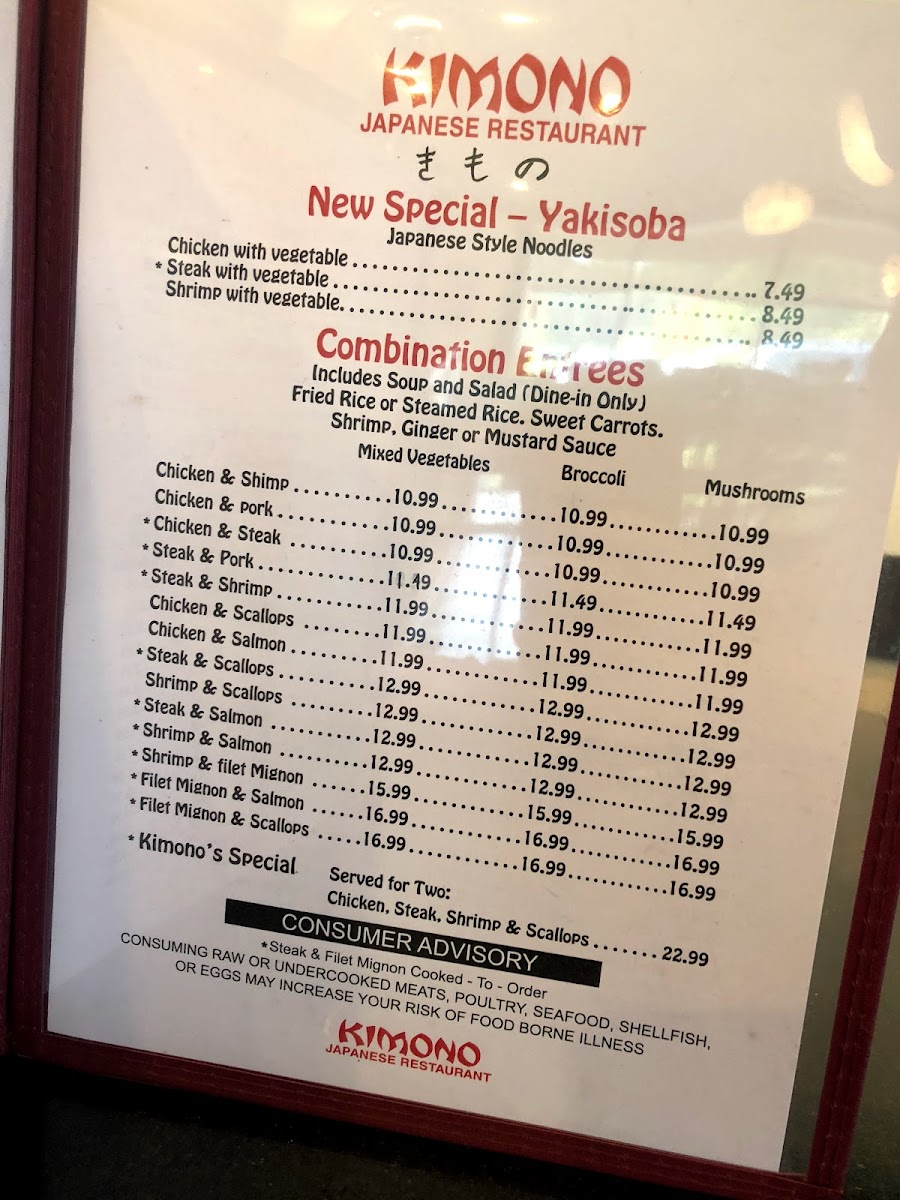 KIMONO
JAPANESE RESTAURANT
きもの
New Special – Yakisoba
Japanese Style Noodles
Chicken with vegetable 7.49
* Steak with vegetable 8.49
Shrimp with vegetable. 8.49
Combination Entrees
Includes Soup and Salad (Dine-in Only)
Fried Rice or Steamed Rice. Sweet Carrots.
Shrimp, Ginger or Mustard Sauce
Mixed Vegetables Broccoli Mushrooms
Chicken & Shimp 10.99 10.99 10.99
Chicken & pork 10.99 10.99 10.99
* Chicken & Steak 10.99 10.99 10.99
* Steak & Pork 11.49 11.49 11.49
* Steak & Shrimp 11.99 11.99 11.99
Chicken & Scallops 11.99 11.99 11.99
Chicken & Salmon 11.99 11.99 11.99
* Steak & Scallops 12.99 12.99 12.99
Shrimp & Scallops 12.99 12.99 12.99
* Steak & Salmon 12.99 12.99 12.99
* Shrimp & Salmon 12.99 12.99 12.99
* Shrimp & filet Mignon 15.99 15.99 15.99
* Filet Mignon & Salmon 16.99 16.99 16.99
* Filet Mignon & Scallops 16.99 16.99 16.99
* Kimono's Special Served for Two:
Chicken, Steak, Shrimp & Scallops 22.99
CONSUMER ADVISORY
*Steak & Filet Mignon Cooked - To - Order
CONSUMING RAW OR UNDERCOOKED MEATS, POULTRY, SEAFOOD, SHELLFISH,
OR EGGS MAY INCREASE YOUR RISK OF FOOD BORNE ILLNESS
KIMONO
JAPANESE RESTAURANT